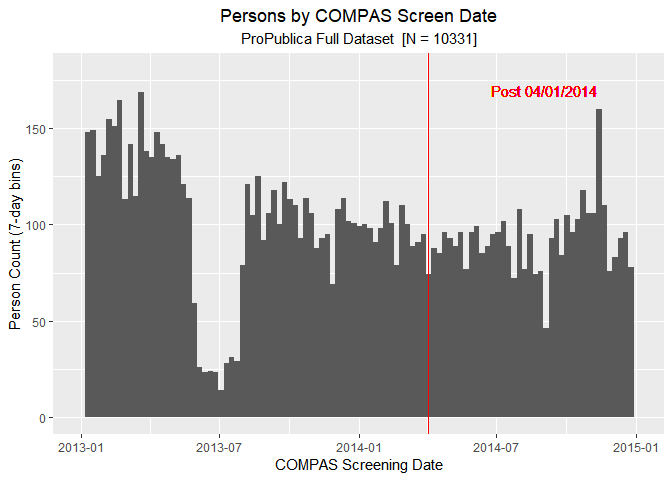 Persons by COMPAS Screen Date
ProPublica Full Dataset [N = 10331]
Post 04/01/2014
Person Count (7-day bins)
150
100
50
0
2013-01
2013-07
2014-01
2014-07
2015-01
COMPAS Screening Date